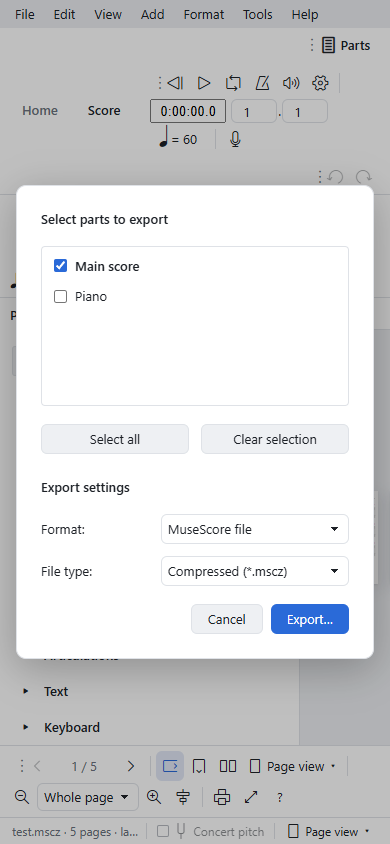 File Edit View Add Format Tools Help
Parts
Home Score 0:00:00.0 1 . 1
= 60
Select parts to export
Main score
Piano
Select all Clear selection
Export settings
Format: MuseScore file
File type: Compressed (*.mscz)
Cancel Export...
Text
Keyboard
1 / 5 Page view
Whole page ?
test.mscz · 5 pages · la... Concert pitch Page view